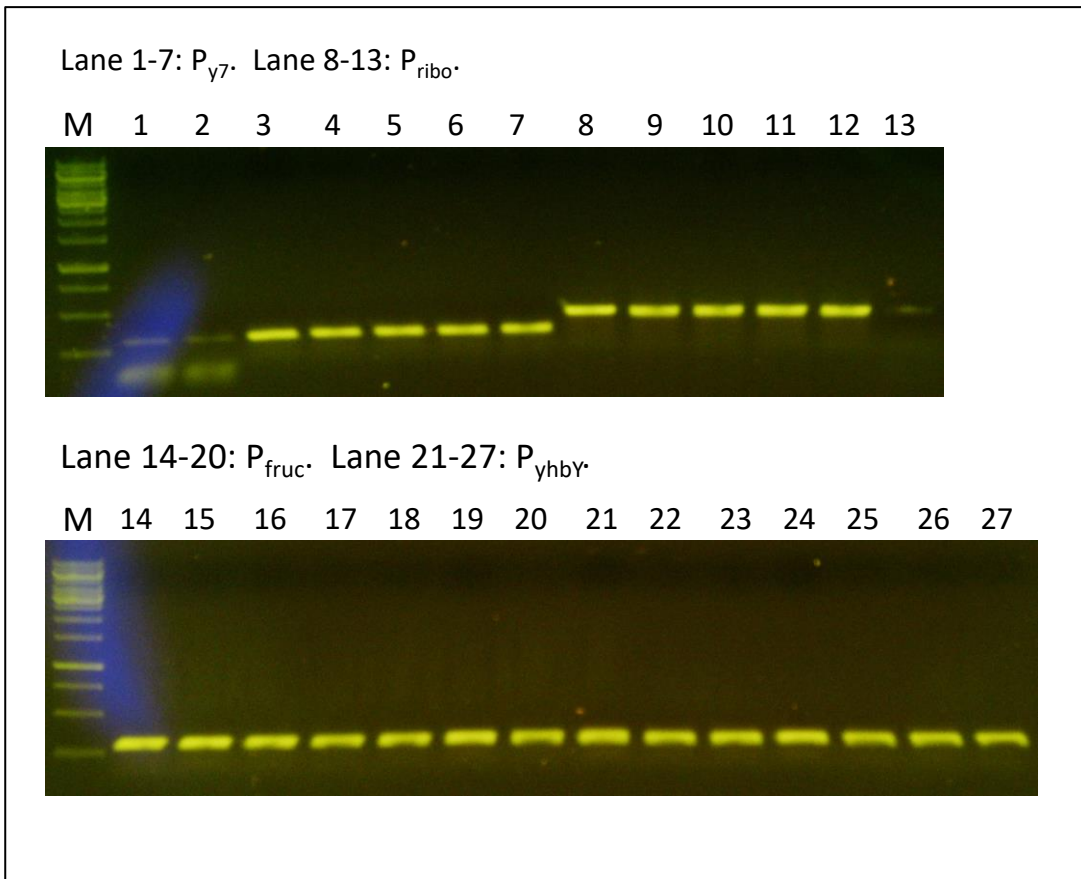 Lane 1-7: Py7. Lane 8-13: Pribo.
M 1 2 3 4 5 6 7 8 9 10 11 12 13
Lane 14-20: Pfruc. Lane 21-27: PyhbY.
M 14 15 16 17 18 19 20 21 22 23 24 25 26 27